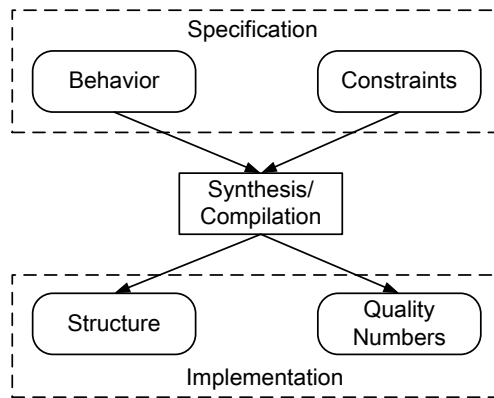 Specification
Behavior
Constraints
Synthesis/
Compilation
Structure
Quality
Numbers
Implementation